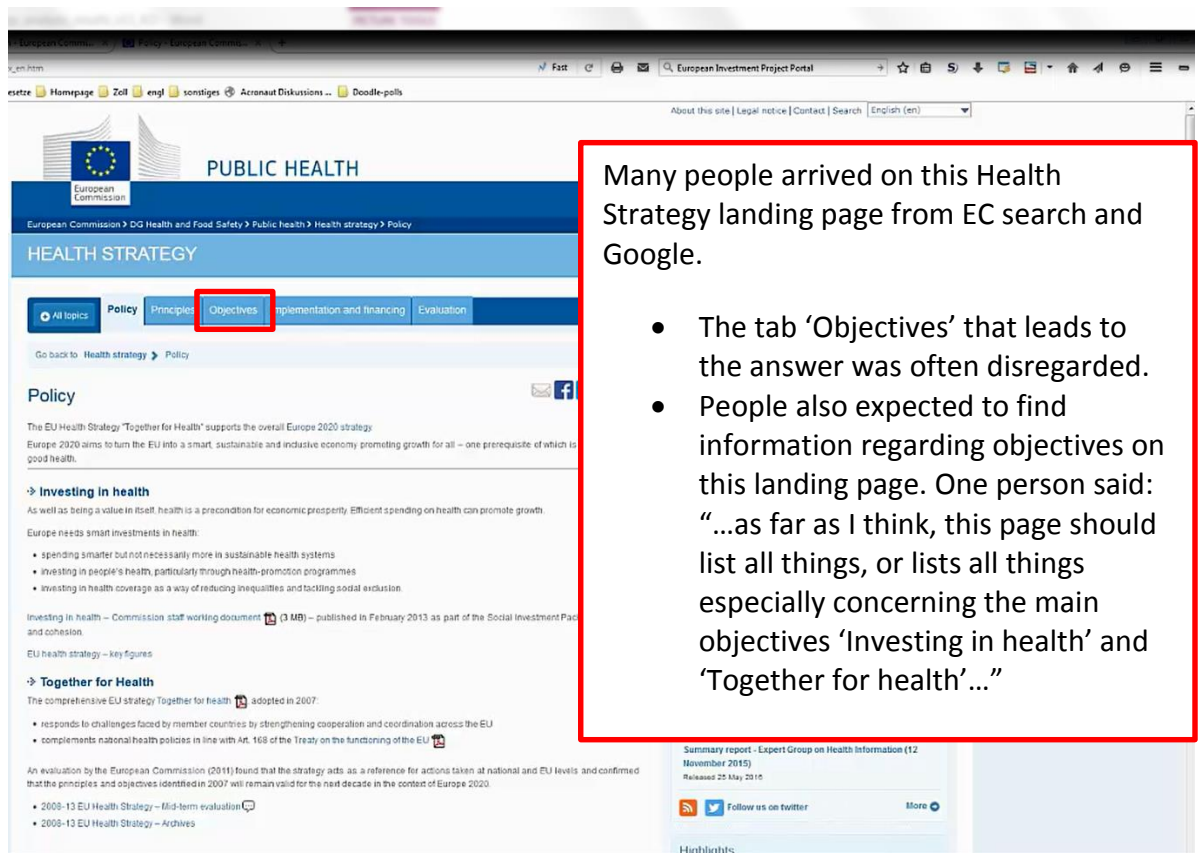 PICTURE TOOLS
European Commis... x Policy - European Commis... x +
_en.htm Fast European Investment Project Portal
esetze Homepage Zoll engl sonstiges Acronaut Diskussions ... Doodle-polls
About this site | Legal notice | Contact | Search English (en)
European
Commission
PUBLIC HEALTH
European Commission > DG Health and Food Safety > Public health > Health strategy > Policy
HEALTH STRATEGY
All topics Policy Principles Objectives Implementation and financing Evaluation
Go back to Health strategy > Policy
Policy
The EU Health Strategy "Together for Health" supports the overall Europe 2020 strategy
Europe 2020 aims to turn the EU into a smart, sustainable and inclusive economy promoting growth for all – one prerequisite of which is
good health.
Investing in health
As well as being a value in itself, health is a precondition for economic prosperity. Efficient spending on health can promote growth.
Europe needs smart investments in health:
• spending smarter but not necessarily more in sustainable health systems
• investing in people's health, particularly through health-promotion programmes
• investing in health coverage as a way of reducing inequalities and tackling social exclusion.
Investing in health – Commission staff working document (3 MB) – published in February 2013 as part of the Social Investment Pac
and cohesion.
EU health strategy – key figures
Together for Health
The comprehensive EU strategy Together for health adopted in 2007:
• responds to challenges faced by member countries by strengthening cooperation and coordination across the EU
• complements national health policies in line with Art. 168 of the Treaty on the functioning of the EU
An evaluation by the European Commission (2011) found that the strategy acts as a reference for actions taken at national and EU levels and confirmed
that the principles and objectives identified in 2007 will remain valid for the next decade in the context of Europe 2020.
• 2008-13 EU Health Strategy – Mid-term evaluation
• 2008-13 EU Health Strategy – Archives
Many people arrived on this Health
Strategy landing page from EC search and
Google.
• The tab ‘Objectives’ that leads to
the answer was often disregarded.
• People also expected to find
information regarding objectives on
this landing page. One person said:
“…as far as I think, this page should
list all things, or lists all things
especially concerning the main
objectives ‘Investing in health’ and
‘Together for health’…”
Summary report - Expert Group on Health Information (12
November 2015)
Released 25 May 2016
Follow us on twitter More
Highlights